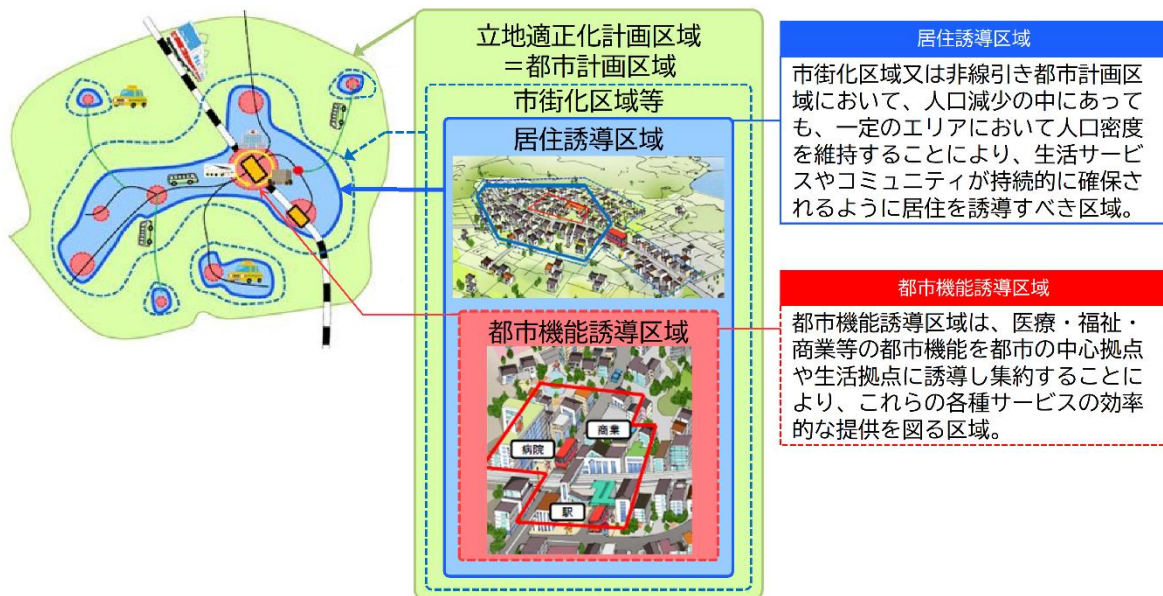 立地適正化計画区域
＝都市計画区域
市街化区域等
居住誘導区域
都市機能誘導区域
商業
病院
駅
居住誘導区域
市街化区域又は非線引き都市計画区
域において、人口減少の中にあって
も、一定のエリアにおいて人口密度
を維持することにより、生活サービ
スやコミュニティが持続的に確保さ
れるように居住を誘導すべき区域。
都市機能誘導区域
都市機能誘導区域は、医療・福祉・
商業等の都市機能を都市の中心拠点
や生活拠点に誘導し集約することに
より、これらの各種サービスの効率
的な提供を図る区域。